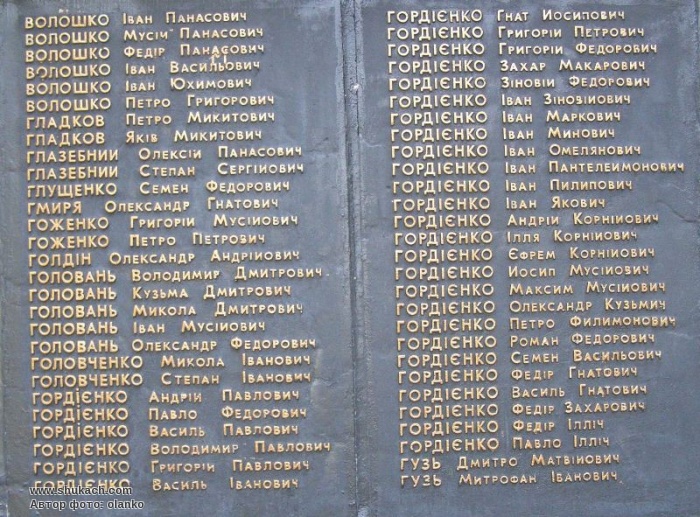 ВОЛОШКО Іван Панасович
ВОЛОШКО Мусій Панасович
ВОЛОШКО Федір Панасович
ВОЛОШКО Іван Васильович
ВОЛОШКО Іван Юхимович
ВОЛОШКО Петро Григорович
ГЛАДКОВ Петро Микитович
ГЛАДКОВ Яків Микитович
ГЛАЗЕБНИЙ Олексій Панасович
ГЛАЗЕБНИЙ Степан Сергійович
ГЛУЩЕНКО Семен Федорович
ГМИРЯ Олександр Гнатович
ГОЖЕНКО Григорій Мусійович
ГОЖЕНКО Петро Петрович
ГОЛДІН Олександр Андрійович
ГОЛОВАНЬ Володимир Дмитрович
ГОЛОВАНЬ Кузьма Дмитрович
ГОЛОВАНЬ Микола Дмитрович
ГОЛОВАНЬ Іван Мусійович
ГОЛОВАНЬ Олександр Федорович
ГОЛОВЧЕНКО Микола Іванович
ГОЛОВЧЕНКО Степан Іванович
ГОРДІЄНКО Андрій Павлович
ГОРДІЄНКО Павло Федорович
ГОРДІЄНКО Василь Павлович
ГОРДІЄНКО Володимир Павлович
ГОРДІЄНКО Григорій Павлович
ГОРДІЄНКО Василь Іванович
ГОРДІЄНКО Гнат Йосипович
ГОРДІЄНКО Григорій Петрович
ГОРДІЄНКО Григорій Федорович
ГОРДІЄНКО Захар Макарович
ГОРДІЄНКО Зіновій Федорович
ГОРДІЄНКО Іван Зіновійович
ГОРДІЄНКО Іван Маркович
ГОРДІЄНКО Іван Минович
ГОРДІЄНКО Іван Омелянович
ГОРДІЄНКО Іван Пантелеймонович
ГОРДІЄНКО Іван Пилипович
ГОРДІЄНКО Іван Якович
ГОРДІЄНКО Андрій Корнійович
ГОРДІЄНКО Ілля Корнійович
ГОРДІЄНКО Єфрем Корнійович
ГОРДІЄНКО Йосип Мусійович
ГОРДІЄНКО Максим Мусійович
ГОРДІЄНКО Олександр Кузьмич
ГОРДІЄНКО Петро Филимонович
ГОРДІЄНКО Роман Федорович
ГОРДІЄНКО Семен Васильович
ГОРДІЄНКО Федір Гнатович
ГОРДІЄНКО Василь Гнатович
ГОРДІЄНКО Федір Захарович
ГОРДІЄНКО Федір Ілліч
ГОРДІЄНКО Павло Ілліч
ГУЗЬ Дмитро Матвійович
ГУЗЬ Митрофан Іванович
www.shukach.com
Автор фото: olanko